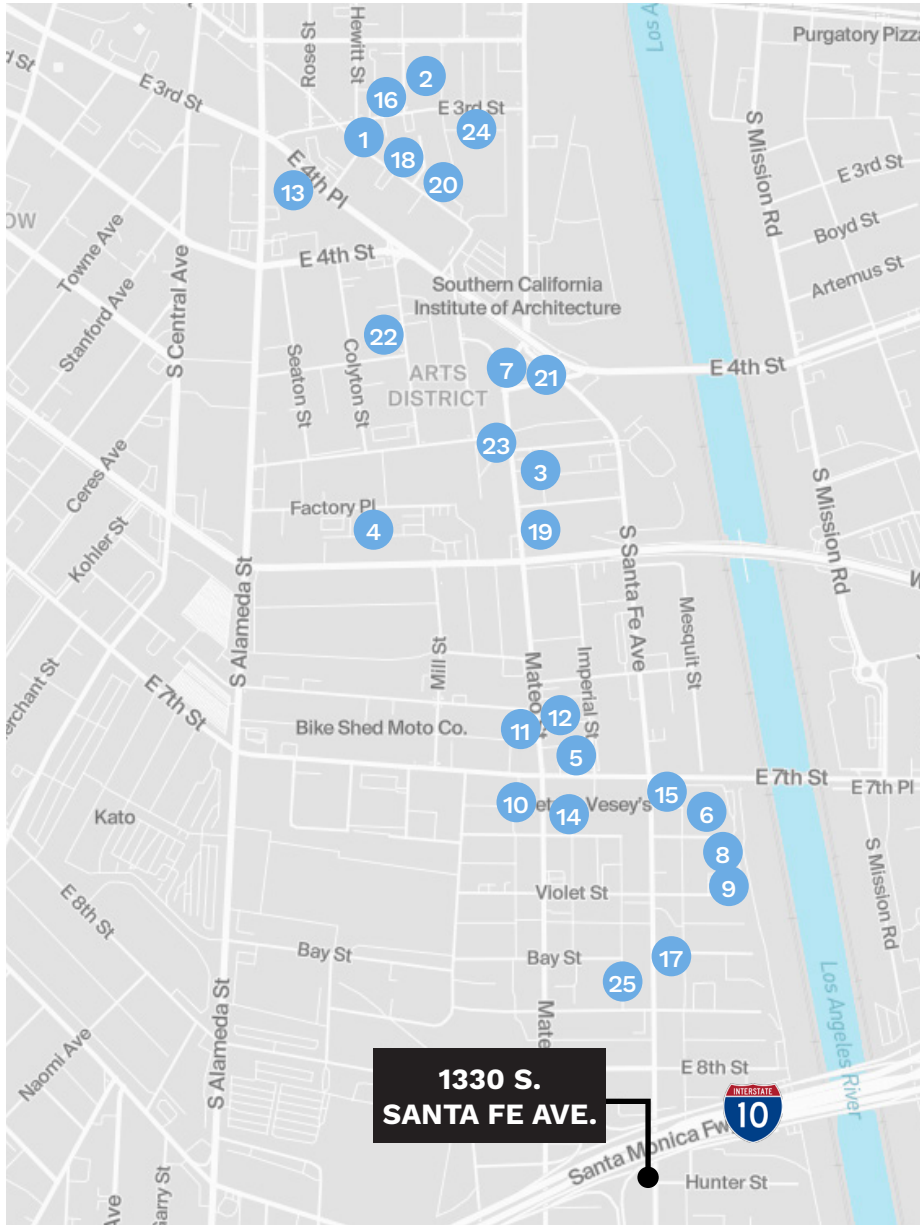 Los A
Purgatory Pizza
Hewitt St
Rose St
2
E 3rd St
16
E 3rd St
24
1
S Mission Rd
18
E 3rd St
20
E 4th Pl
13
OW
Towne Ave
Boyd St
E 4th St
Artemus St
S Central Ave
Stanford Ave
Southern California
Institute of Architecture
22
Seaton St
Colyton St
7
21
E 4th St
ARTS
DISTRICT
23
3
Ceres Ave
Factory Pl
4
19
S Mission Rd
Kohler St
S Alameda St
S Santa Fe Ave
Mesquit St
Mill St
Mateo St
Imperial St
E 7th St
12
Bike Shed Moto Co.
11
5
E 7th St
E 7th Pl
15
10
Vesey's
14
6
Kato
8
9
Violet St
S Mission Rd
E 8th St
Bay St
Bay St
17
25
Los Angeles River
Naomi Ave
S Alameda St
Mate
E 8th St
1330 S.
SANTA FE AVE.
INTERSTATE
10
Santa Monica Fw
Hunter St
Ave